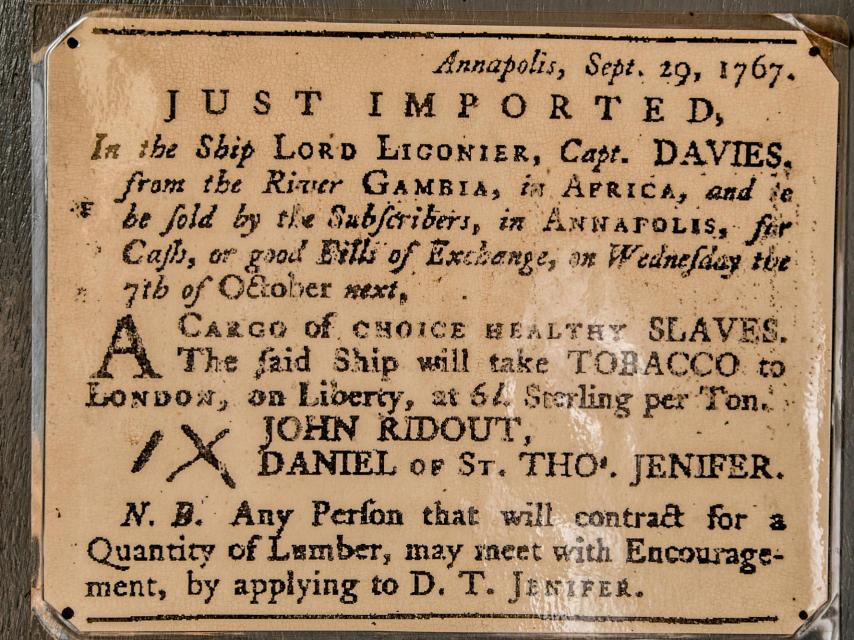 Annapolis, Sept. 29, 1767.
JUST IMPORTED,
In the Ship LORD LIGONIER, Capt. DAVIES,
from the River GAMBIA, in AFRICA, and to
be ſold by the Subſcribers, in ANNAPOLIS, for
Caſh, or good Bills of Exchange, on Wedneſday the
7th of October next,
A CARGO of CHOICE HEALTHY SLAVES.
The ſaid Ship will take TOBACCO to
LONDON, on Liberty, at 6l. Sterling per Ton.
JOHN RIDOUT,
DANIEL OF ST. THOˢ. JENIFER.
N. B. Any Perſon that will contract for a
Quantity of Lumber, may meet with Encourage-
ment, by applying to D. T. JENIFER.